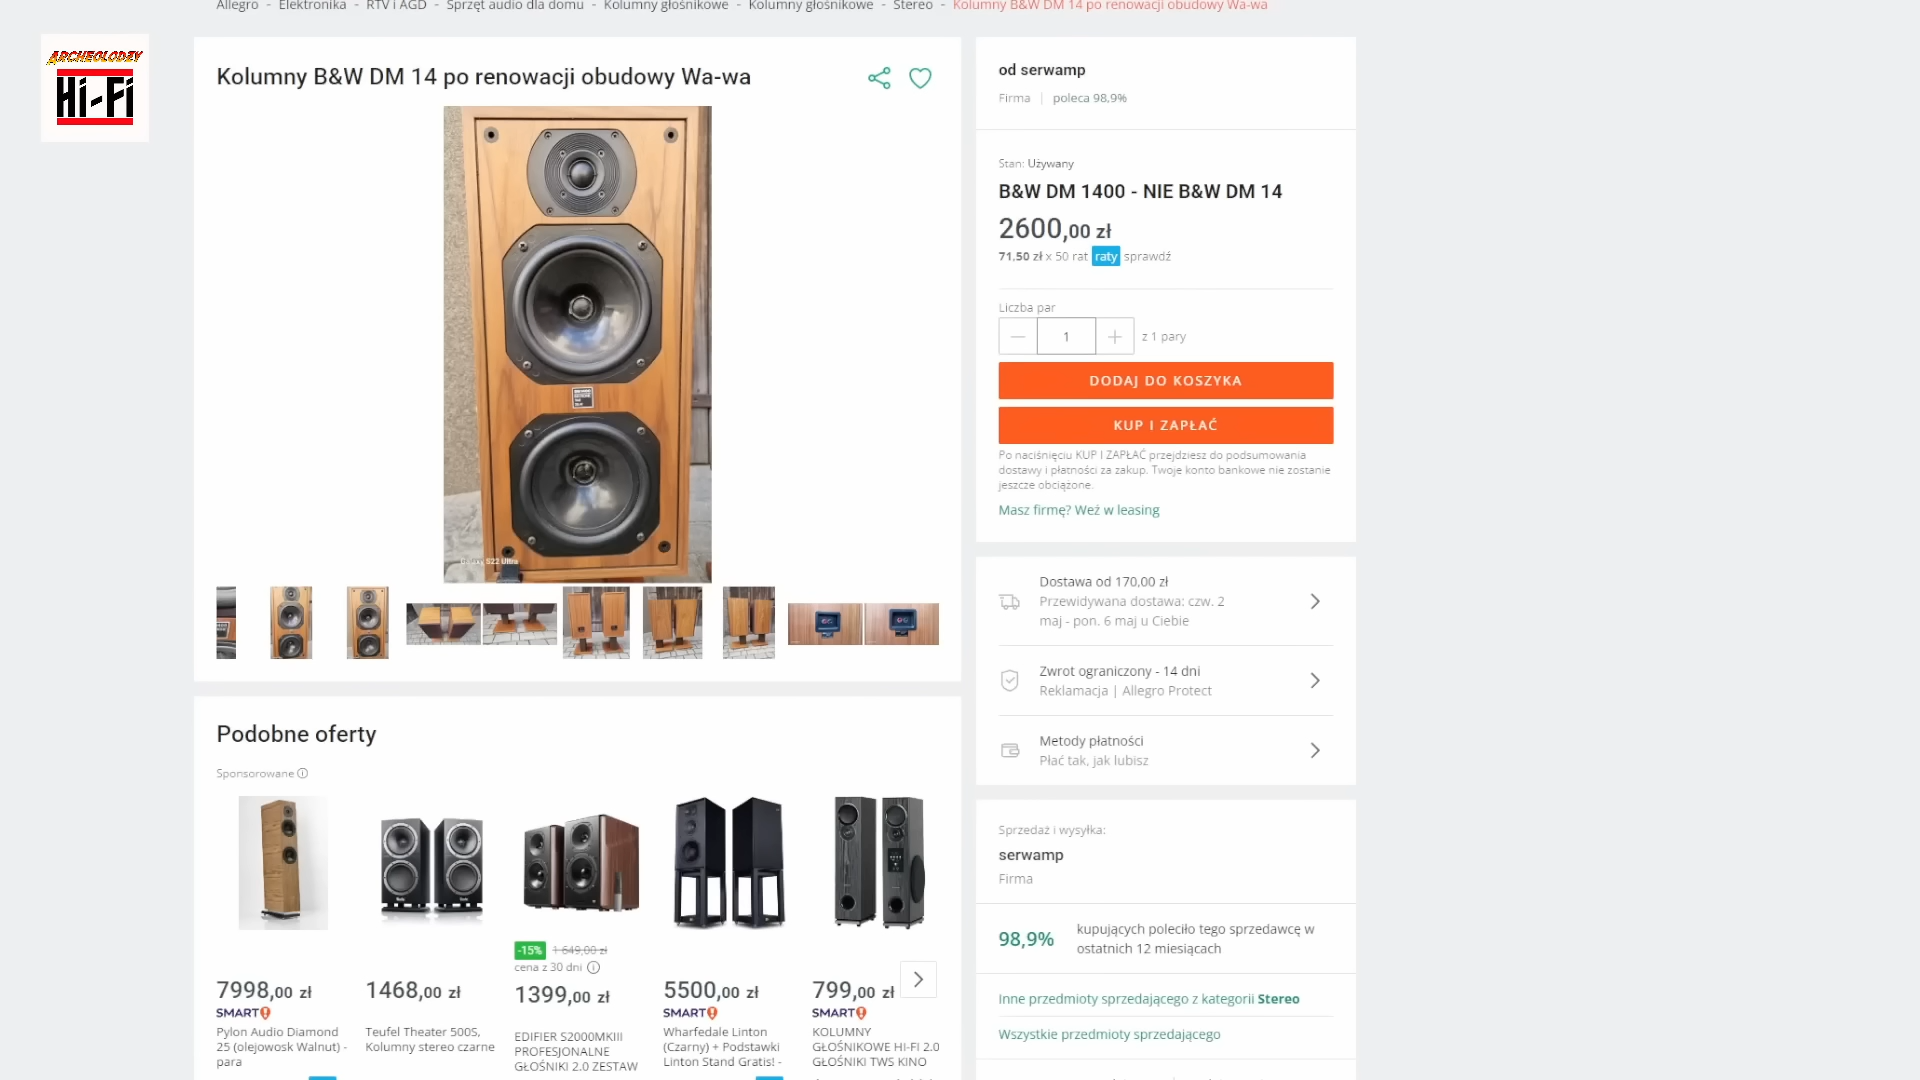 Allegro - Elektronika - RTV i AGD - Sprzęt audio dla domu - Kolumny głośnikowe - Kolumny głośnikowe - Stereo - Kolumny B&W DM 14 po renowacji obudowy Wa-wa
ARCHEOLODZY
Hi-Fi
Kolumny B&W DM 14 po renowacji obudowy Wa-wa
S22 Ultra
Podobne oferty
Sponsorowane
7998,00 zł
SMART!
Pylon Audio Diamond
25 (olejowosk Walnut) -
para
1468,00 zł
Teufel Theater 500S,
Kolumny stereo czarne
-15% 1 649,00 zł
cena z 30 dni
1399,00 zł
EDIFIER S2000MKIII
PROFESJONALNE
GŁOŚNIKI 2.0 ZESTAW
5500,00 zł
SMART!
Wharfedale Linton
(Czarny) + Podstawki
Linton Stand Gratis! -
799,00 zł
SMART!
KOLUMNY
GŁOŚNIKOWE HI-FI 2.0
GŁOŚNIKI TWS KINO
od serwamp
Firma | poleca 98,9%
Stan: Używany
B&W DM 1400 - NIE B&W DM 14
2600,00 zł
71,50 zł x 50 rat raty sprawdź
Liczba par
1
z 1 pary
DODAJ DO KOSZYKA
KUP I ZAPŁAĆ
Po naciśnięciu KUP I ZAPŁAĆ przejdziesz do podsumowania
dostawy i płatności za zakup. Twoje konto bankowe nie zostanie
jeszcze obciążone.
Masz firmę? Weź w leasing
Dostawa od 170,00 zł
Przewidywana dostawa: czw. 2
maj - pon. 6 maj u Ciebie
Zwrot ograniczony - 14 dni
Reklamacja | Allegro Protect
Metody płatności
Płać tak, jak lubisz
Sprzedaż i wysyłka:
serwamp
Firma
98,9%
kupujących poleciło tego sprzedawcę w
ostatnich 12 miesiącach
Inne przedmioty sprzedającego z kategorii Stereo
Wszystkie przedmioty sprzedającego